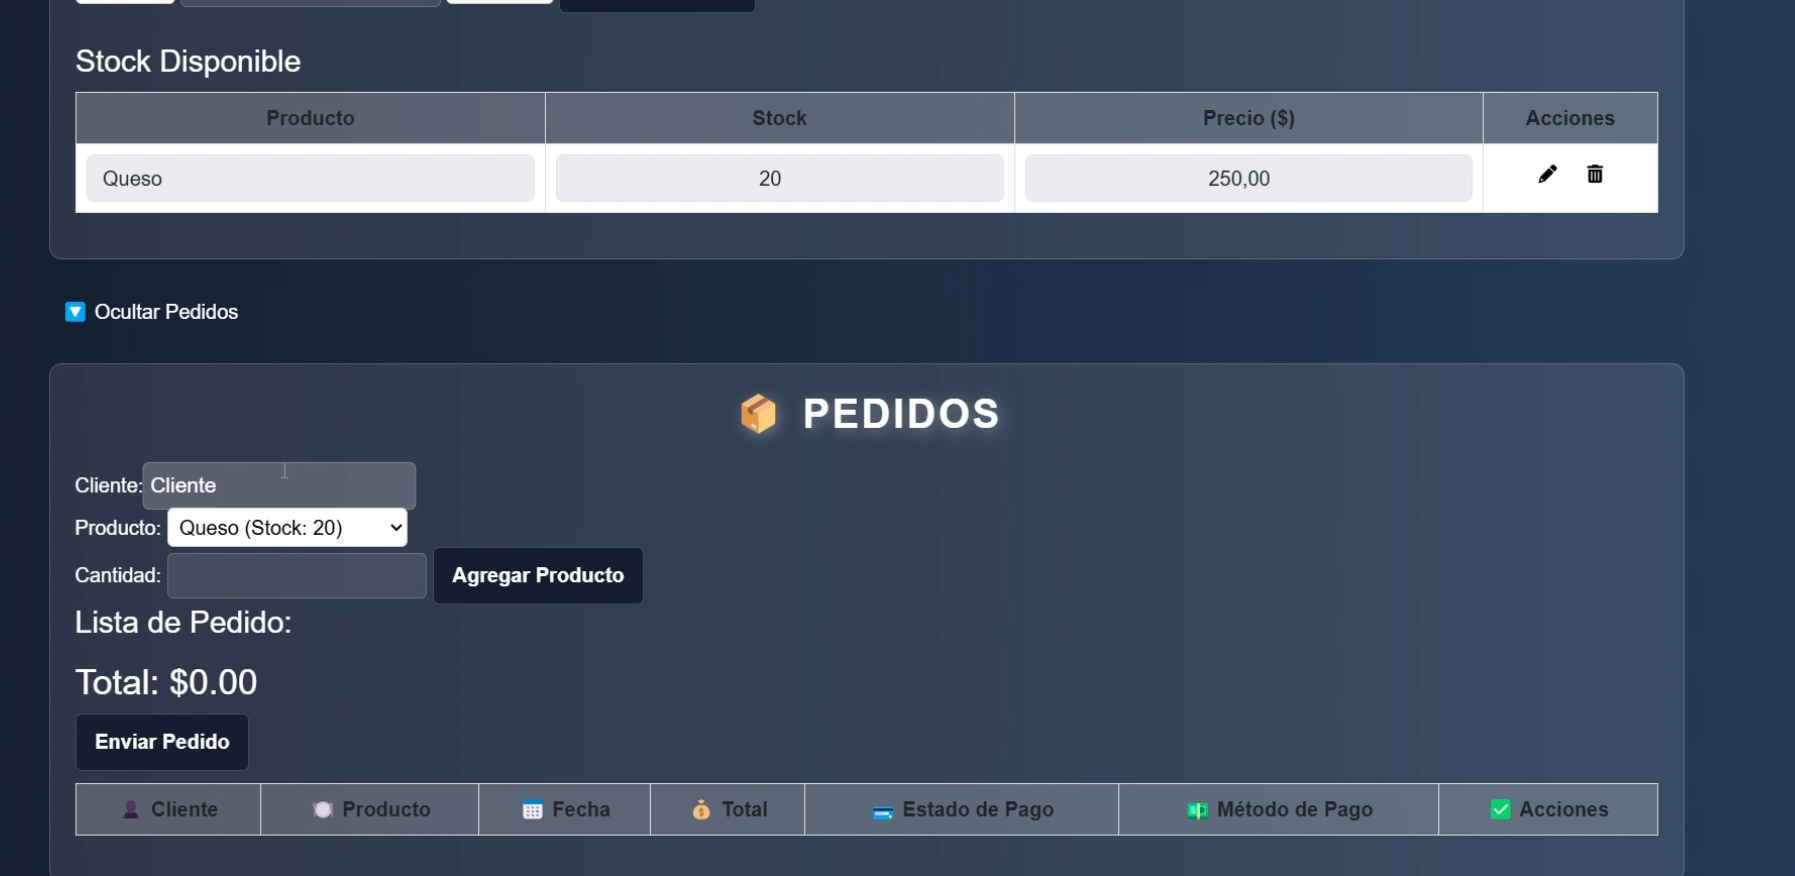 Stock Disponible
Producto Stock Precio ($) Acciones
Queso 20 250,00
Ocultar Pedidos
PEDIDOS
Cliente: Cliente
Producto: Queso (Stock: 20)
Cantidad: Agregar Producto
Lista de Pedido:
Total: $0.00
Enviar Pedido
Cliente Producto Fecha Total Estado de Pago Método de Pago Acciones